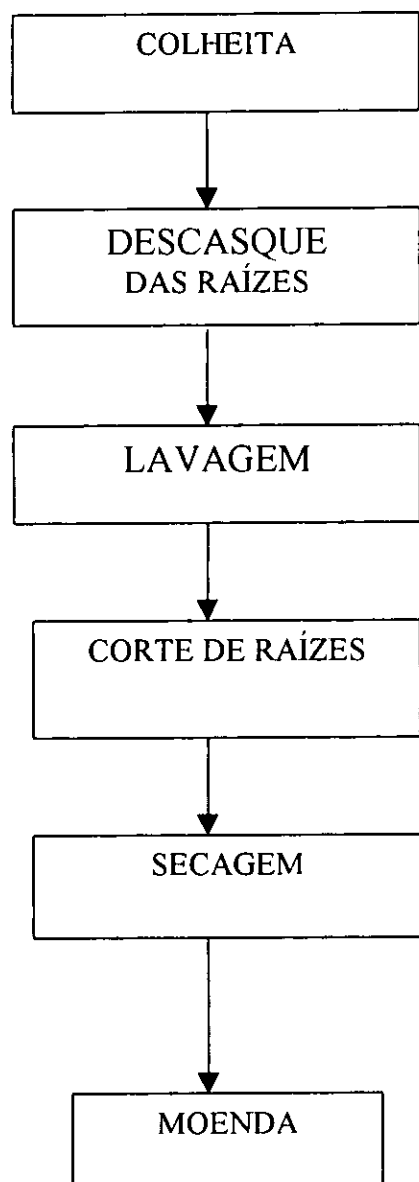 COLHEITA
DESCASQUE
DAS RAÍZES
LAVAGEM
CORTE DE RAÍZES
SECAGEM
MOENDA